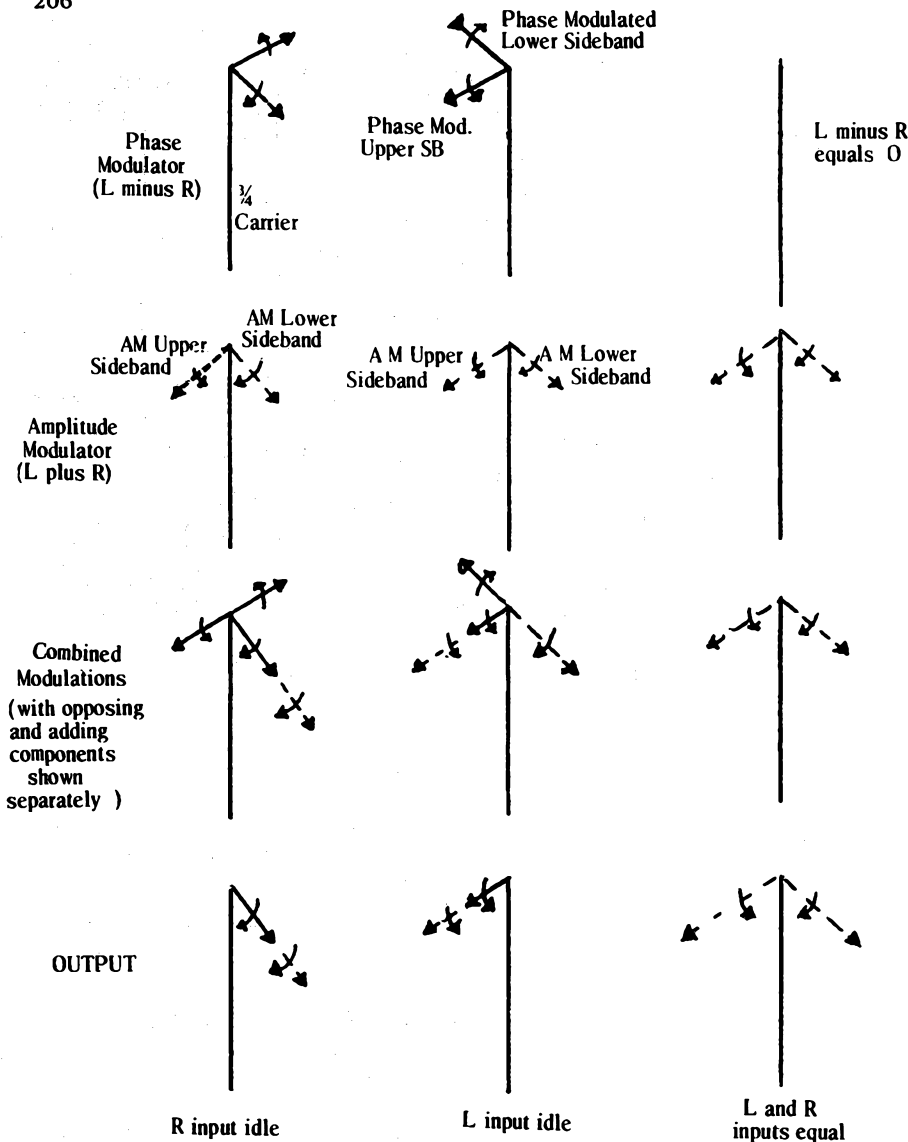 206
Phase Modulated
Lower Sideband
Phase
Modulator
(L minus R)
3/4
Carrier
Phase Mod.
Upper SB
L minus R
equals O
AM Upper
Sideband
AM Lower
Sideband
A M Upper
Sideband
A M Lower
Sideband
Amplitude
Modulator
(L plus R)
Combined
Modulations
(with opposing
and adding
components
shown
separately )
OUTPUT
R input idle
L input idle
L and R
inputs equal